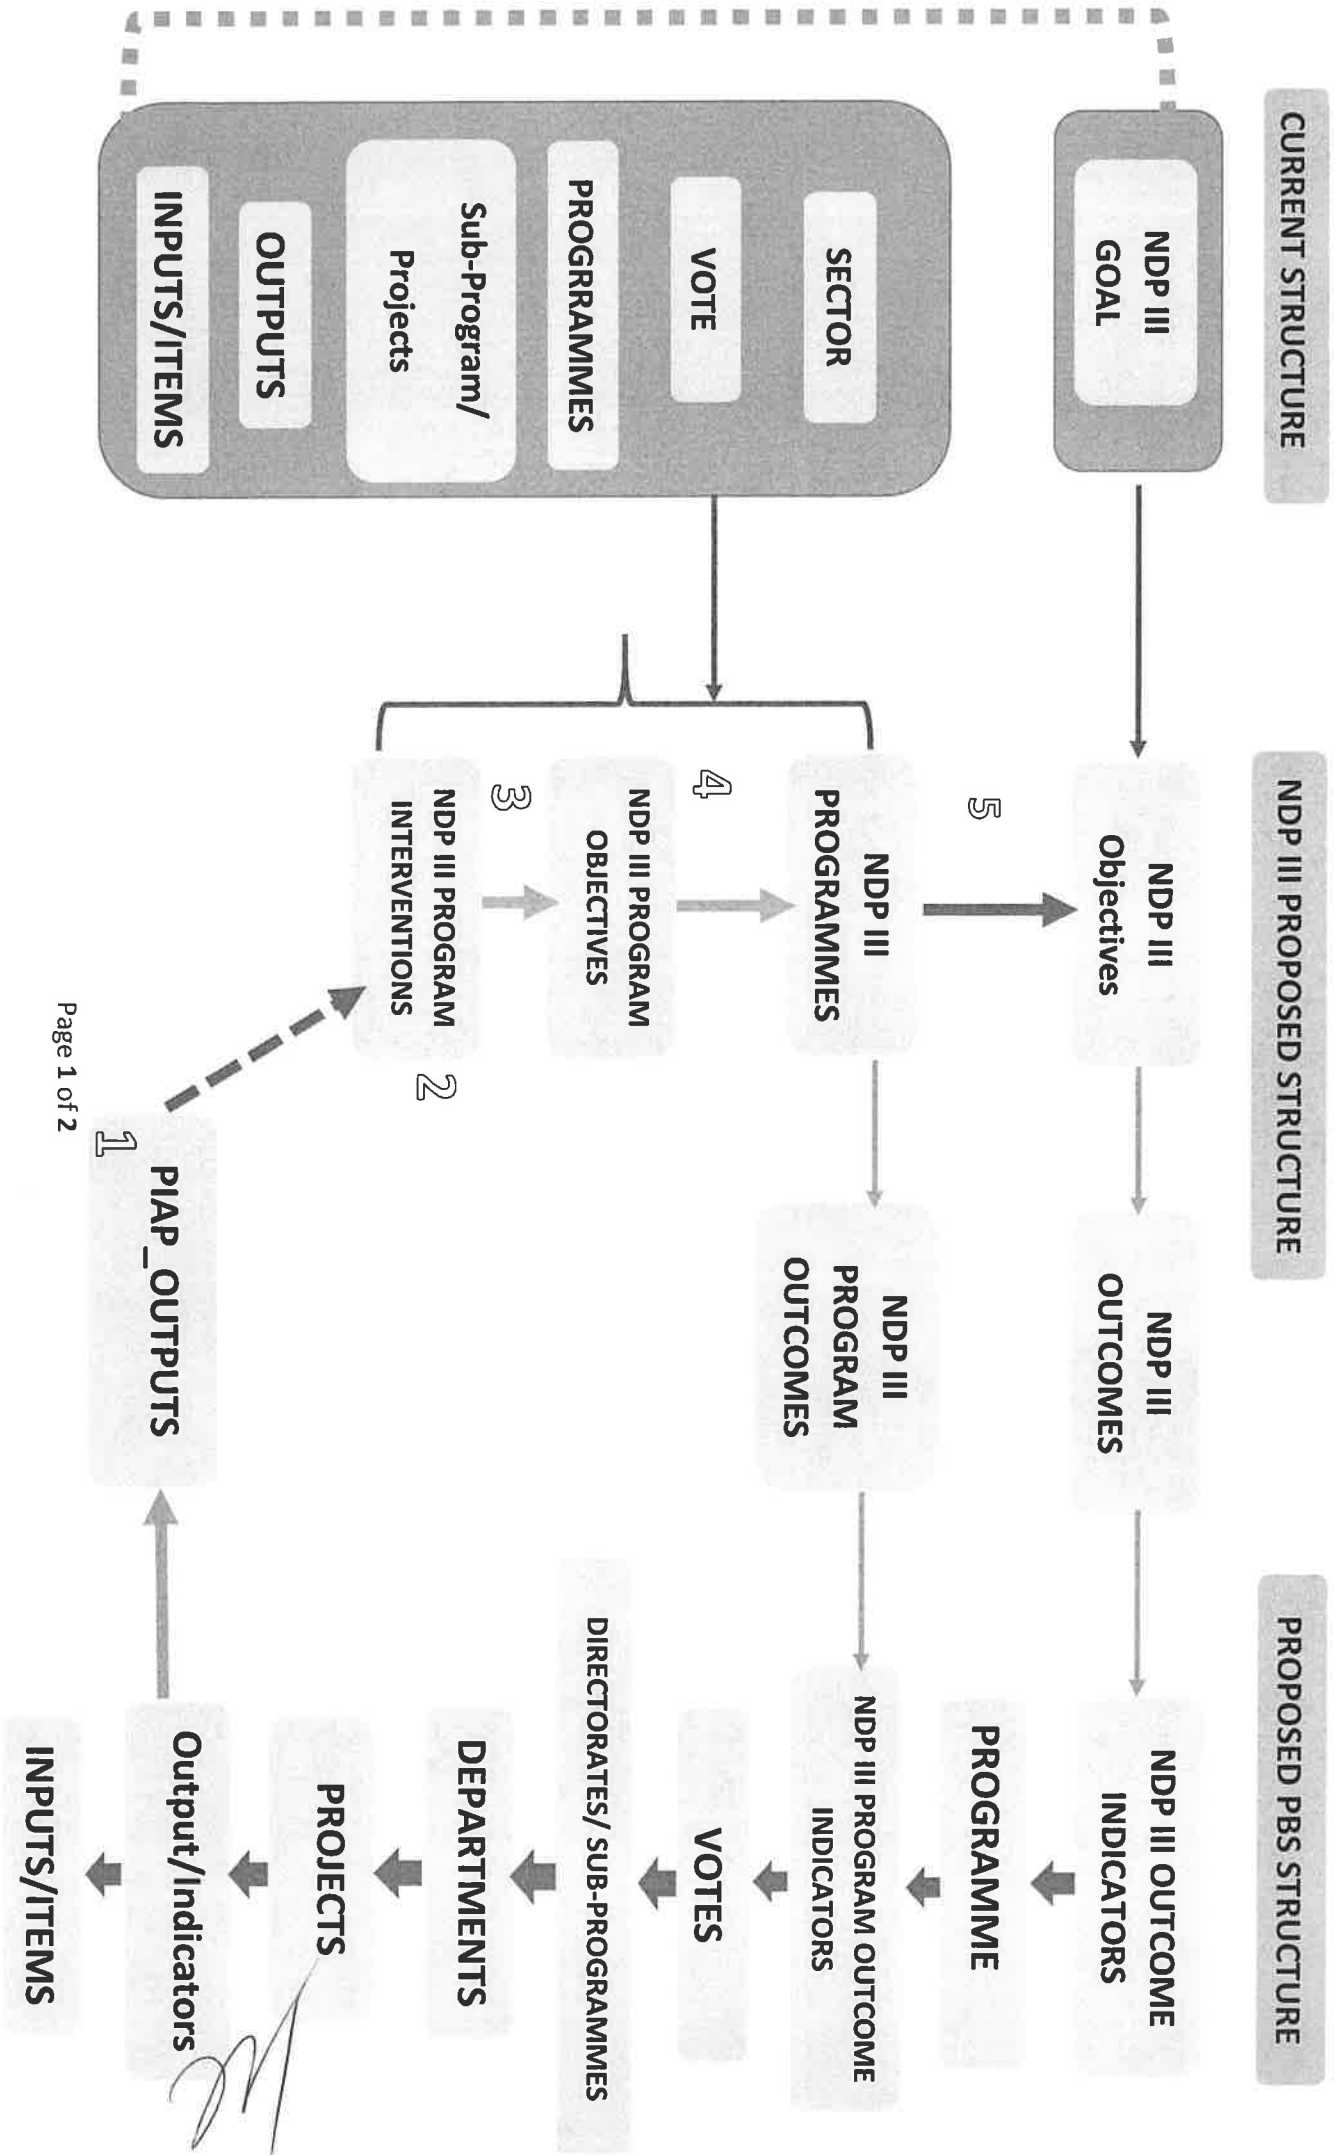 CURRENT STRUCTURE
NDP III
GOAL
SECTOR
VOTE
PROGRRAMMES
Sub-Program/
Projects
OUTPUTS
INPUTS/ITEMS
NDP III PROPOSED STRUCTURE
NDP III
Objectives
5
NDP III
PROGRAMMES
4
NDP III PROGRAM
OBJECTIVES
3
NDP III PROGRAM
INTERVENTIONS
2
NDP III
OUTCOMES
NDP III
PROGRAM
OUTCOMES
PIAP_OUTPUTS
1
PROPOSED PBS STRUCTURE
NDP III OUTCOME
INDICATORS
PROGRAMME
NDP III PROGRAM OUTCOME
INDICATORS
VOTES
DIRECTORATES/ SUB-PROGRAMMES
DEPARTMENTS
PROJECTS
Output/Indicators
INPUTS/ITEMS
Page 1 of 2